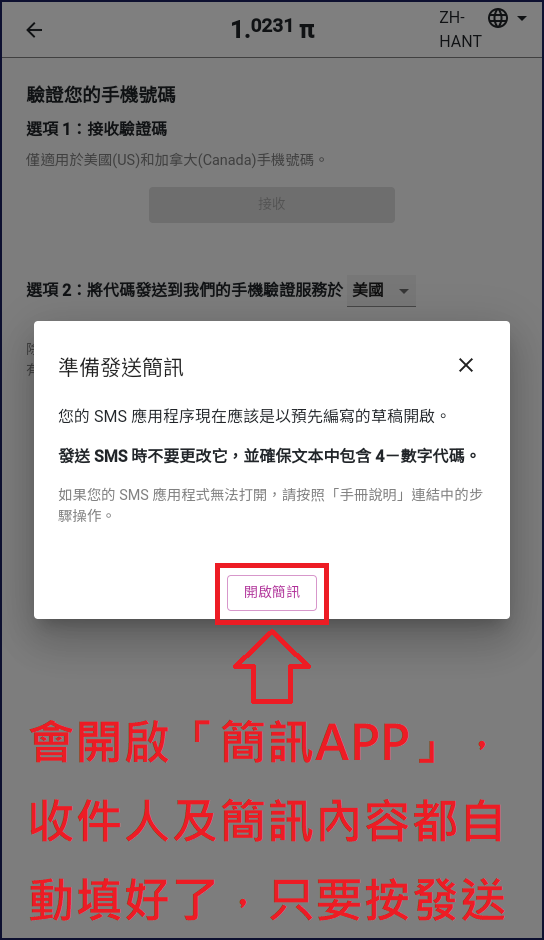 ZH-
HANT
1.0231 π
驗證您的手機號碼
選項 1：接收驗證碼
僅適用於美國(US)和加拿大(Canada)手機號碼。
接收
選項 2：將代碼發送到我們的手機驗證服務於 美國
準備發送簡訊
您的 SMS 應用程序現在應該是以預先編寫的草稿開啟。
發送 SMS 時不要更改它，並確保文本中包含 4一數字代碼。
如果您的 SMS 應用程式無法打開，請按照「手冊說明」連結中的步
驟操作。
開啟簡訊
會開啟「簡訊APP」，
收件人及簡訊內容都自
動填好了，只要按發送